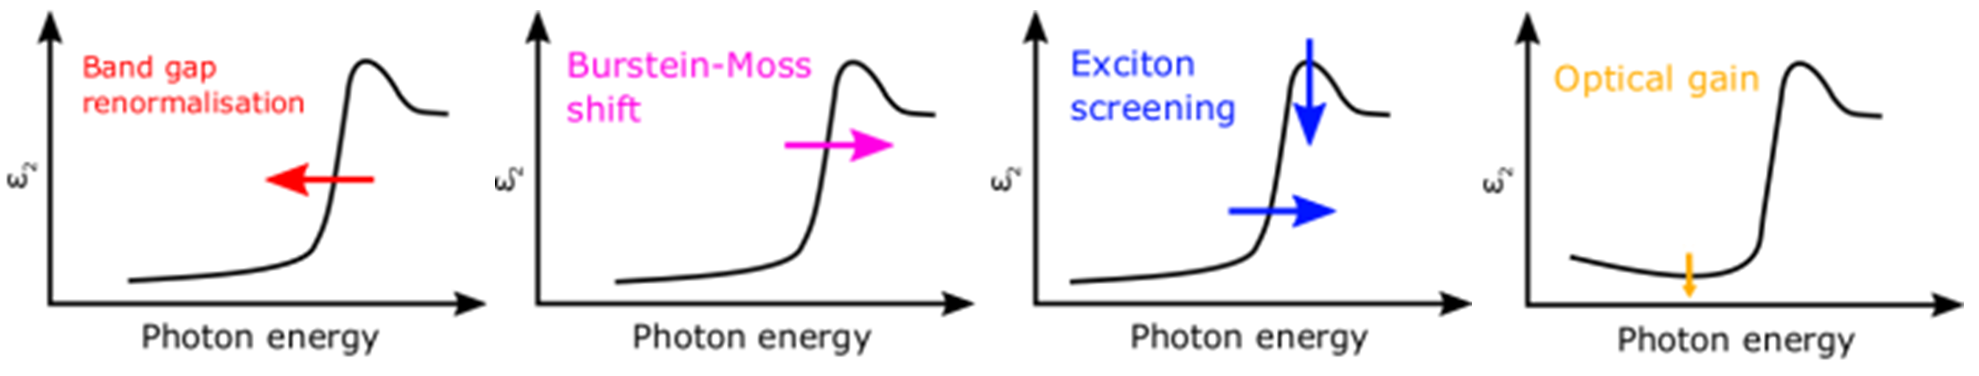 Band gap
renormalisation
ε₂
Photon energy
Burstein-Moss
shift
ε₂
Photon energy
Exciton
screening
ε₂
Photon energy
Optical gain
ε₂
Photon energy